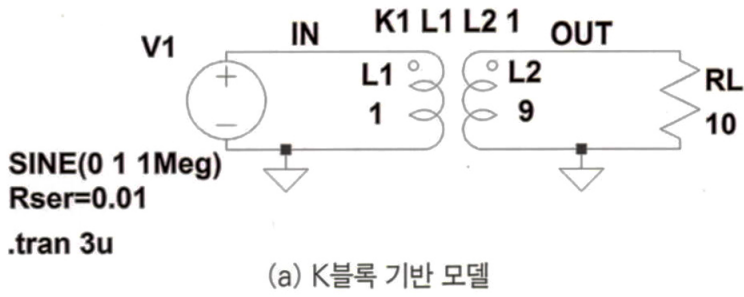 K1 L1 L2 1
V1
IN
OUT
L1
1
L2
9
RL
10
SINE(0 1 1Meg)
Rser=0.01
.tran 3u
(a) K블록 기반 모델